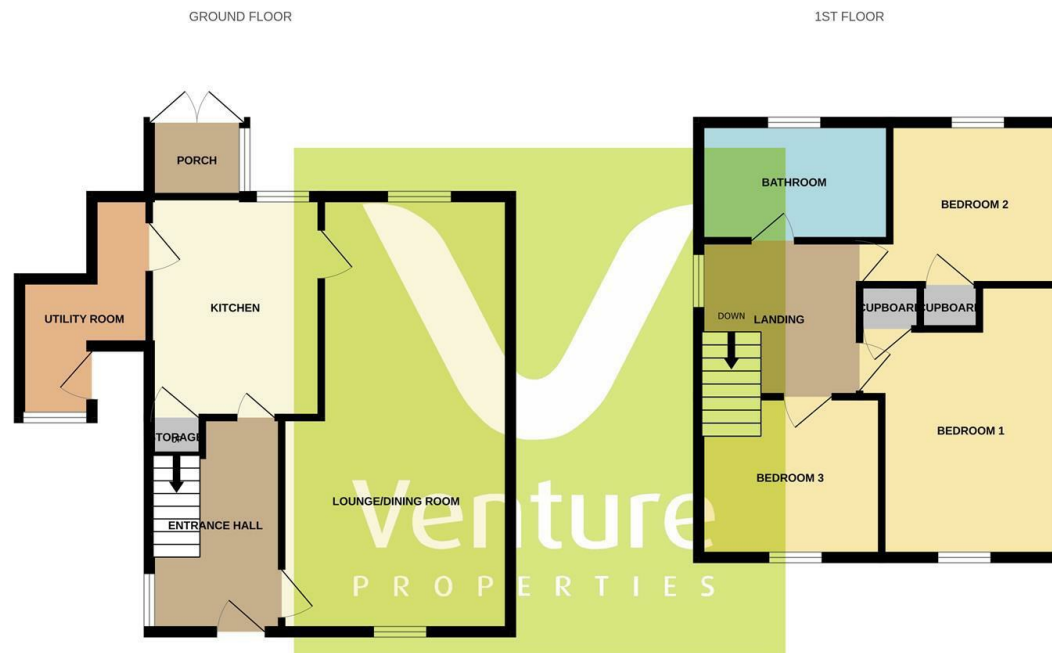 GROUND FLOOR
1ST FLOOR
PORCH
KITCHEN
UTILITY ROOM
STORAGE
UP
ENTRANCE HALL
LOUNGE/DINING ROOM
BATHROOM
BEDROOM 2
CUPBOARD
CUPBOARD
DOWN
LANDING
BEDROOM 1
BEDROOM 3
Venture
PROPERTIES